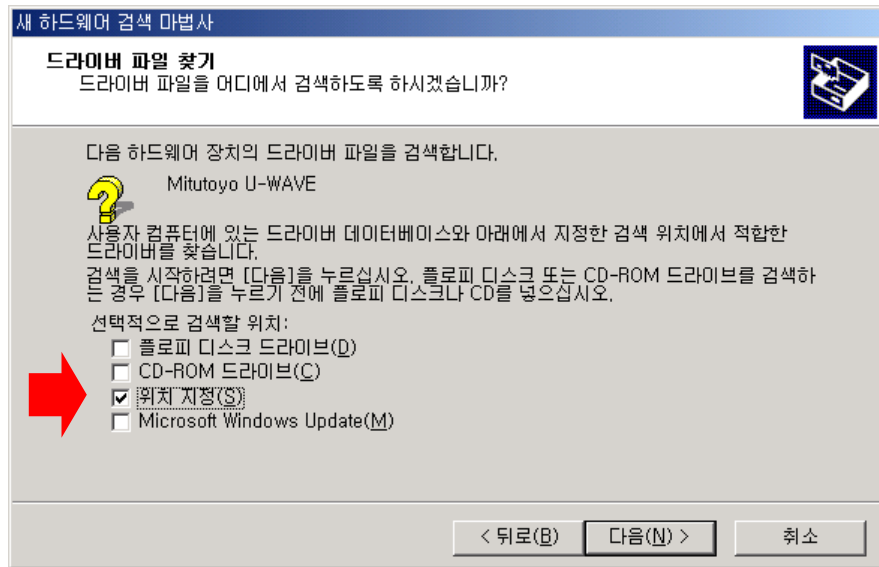 새 하드웨어 검색 마법사
드라이버 파일 찾기
드라이버 파일을 어디에서 검색하도록 하시겠습니까?
다음 하드웨어 장치의 드라이버 파일을 검색합니다.
Mitutoyo U-WAVE
사용자 컴퓨터에 있는 드라이버 데이터베이스와 아래에서 지정한 검색 위치에서 적합한
드라이버를 찾습니다.
검색을 시작하려면 [다음]을 누르십시오. 플로피 디스크 또는 CD-ROM 드라이브를 검색하
는 경우 [다음]을 누르기 전에 플로피 디스크나 CD를 넣으십시오.
선택적으로 검색할 위치:
플로피 디스크 드라이브(D)
CD-ROM 드라이브(C)
위치 지정(S)
Microsoft Windows Update(M)
< 뒤로(B) 다음(N) > 취소